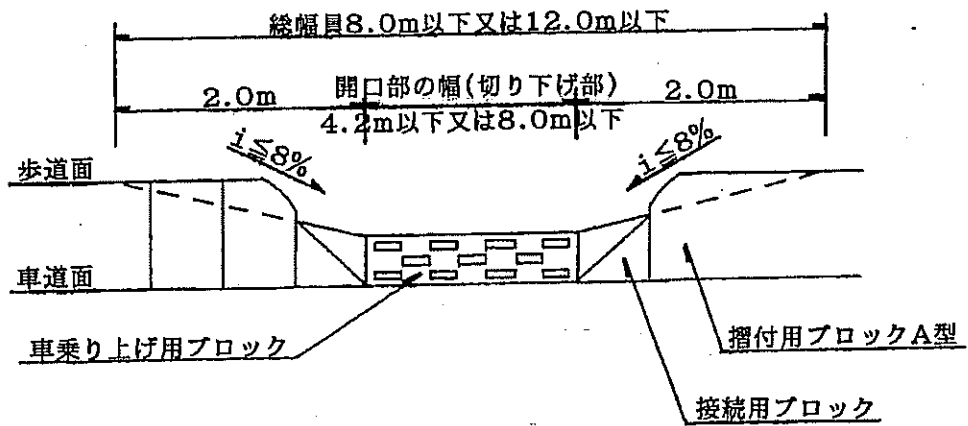 総幅員8.0m以下又は12.0m以下
2.0m
開口部の幅(切り下げ部)
2.0m
4.2m以下又は8.0m以下
i≦8%
i≦8%
歩道面
車道面
車乗り上げ用ブロック
摺付用ブロックA型
接続用ブロック